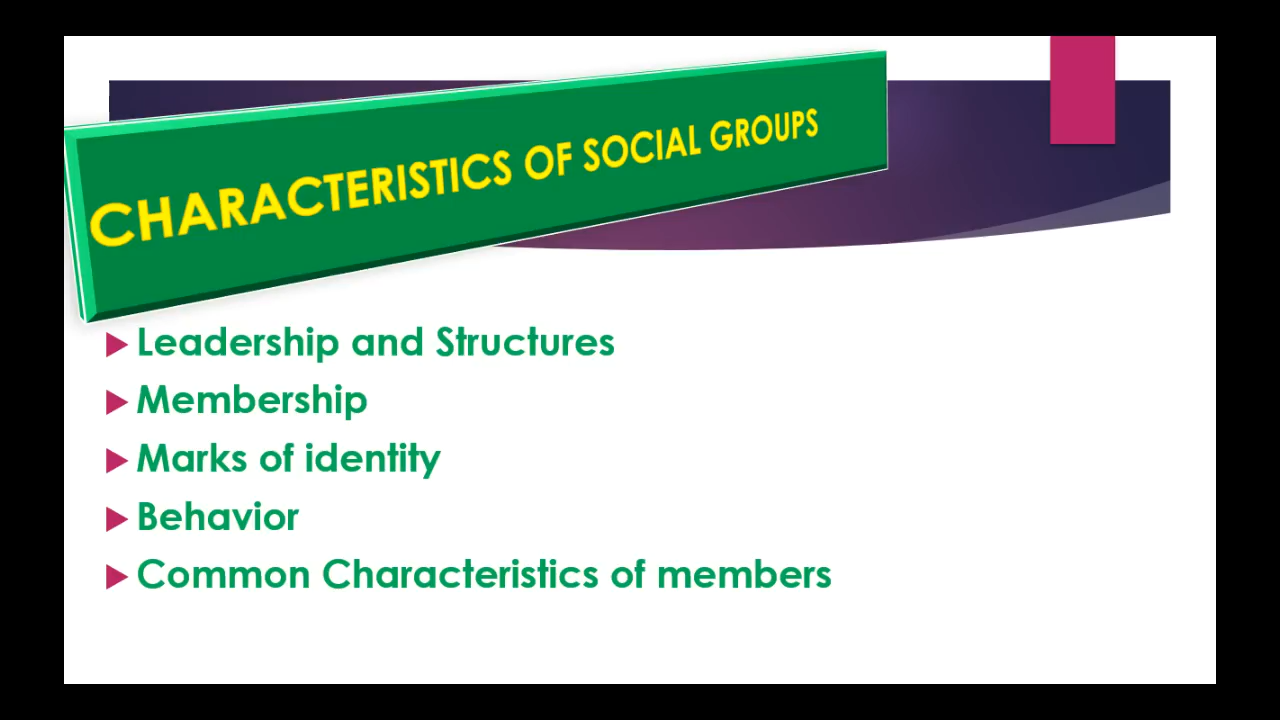 CHARACTERISTICS OF SOCIAL GROUPS
Leadership and Structures
Membership
Marks of identity
Behavior
Common Characteristics of members